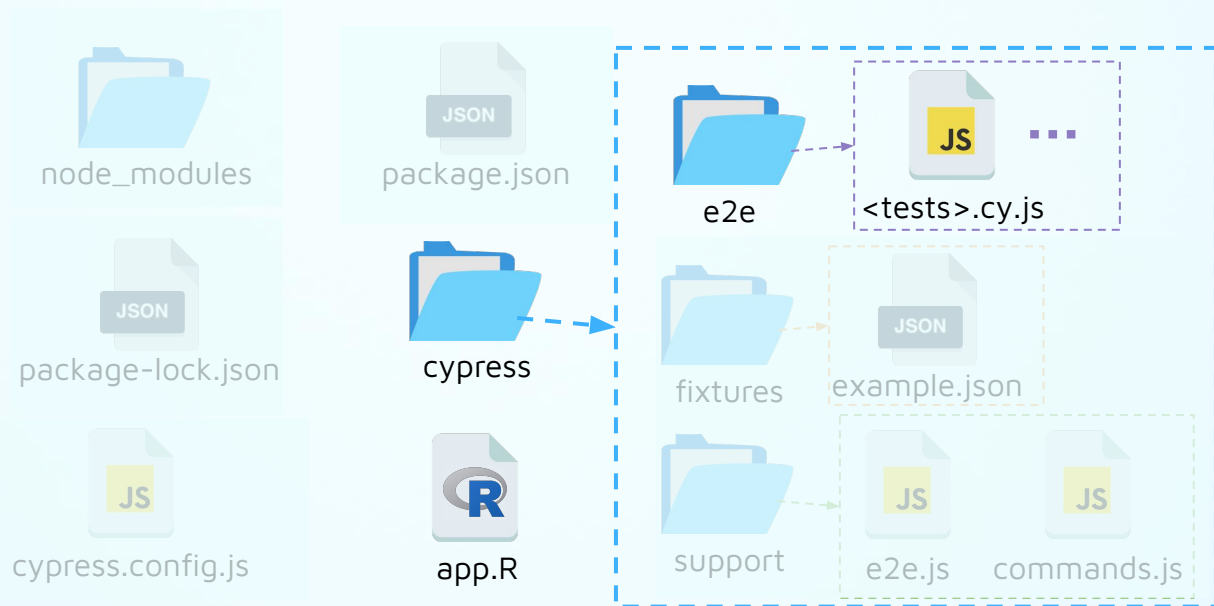 node_modules
JSON
package.json
JS
e2e
<tests>.cy.js
JSON
package-lock.json
cypress
fixtures
JSON
example.json
JS
cypress.config.js
R
app.R
support
JS
e2e.js
JS
commands.js